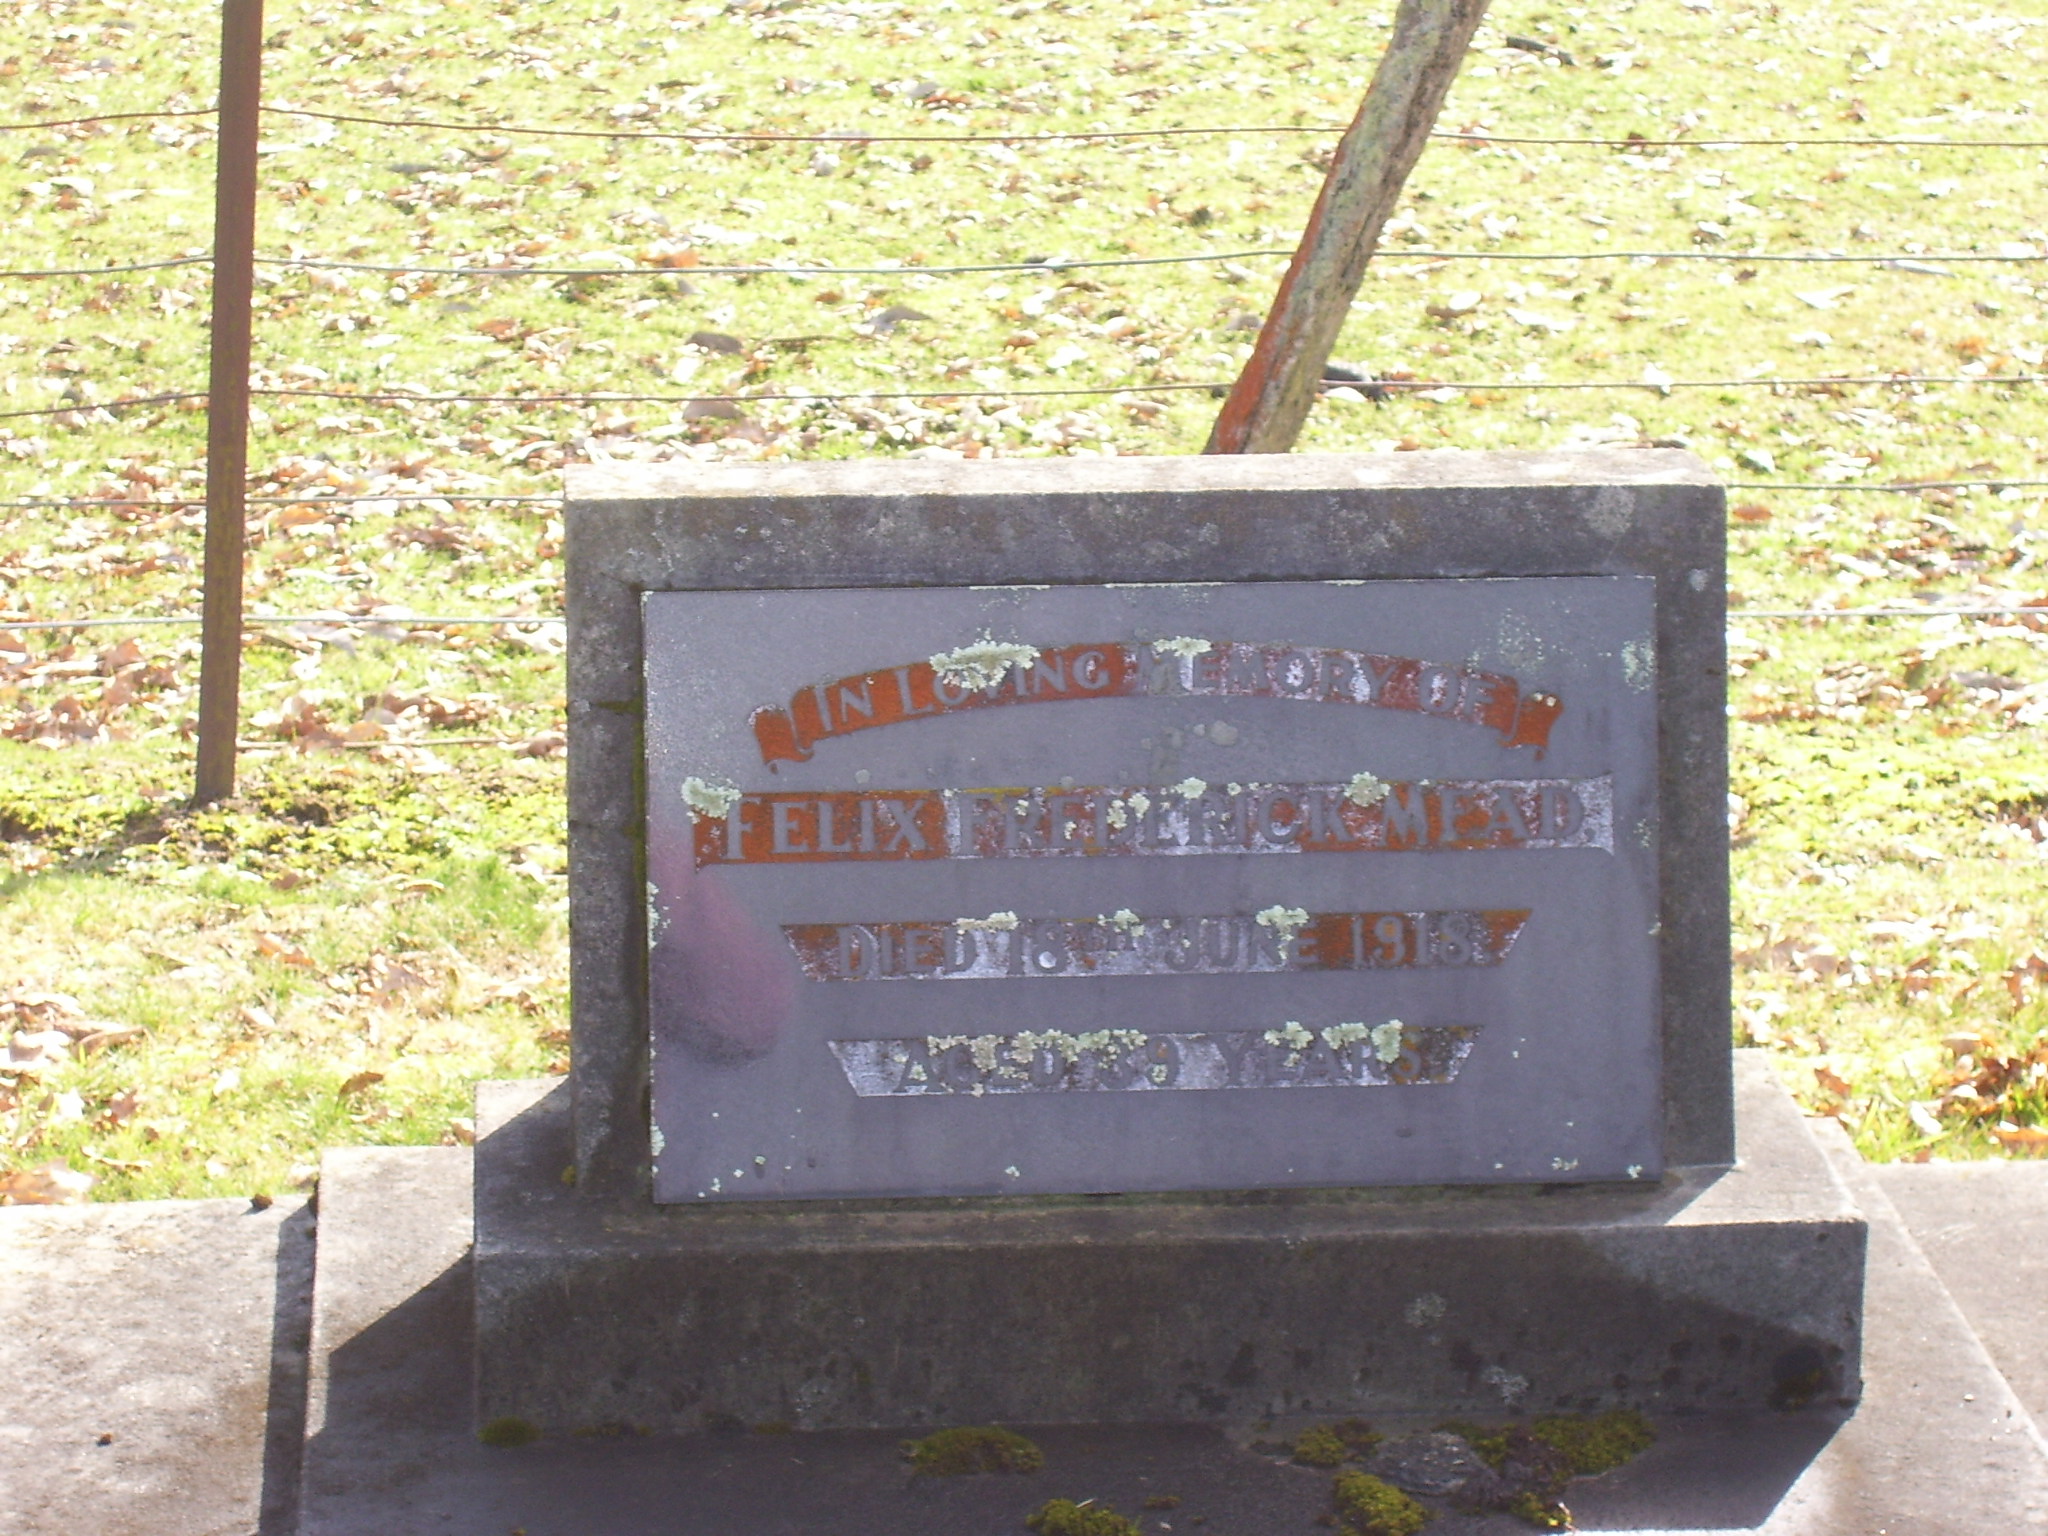 IN LOVING MEMORY OF
FELIX FREDERICK MEAD,
DIED 18TH JUNE 1918.
AGED 39 YEARS.